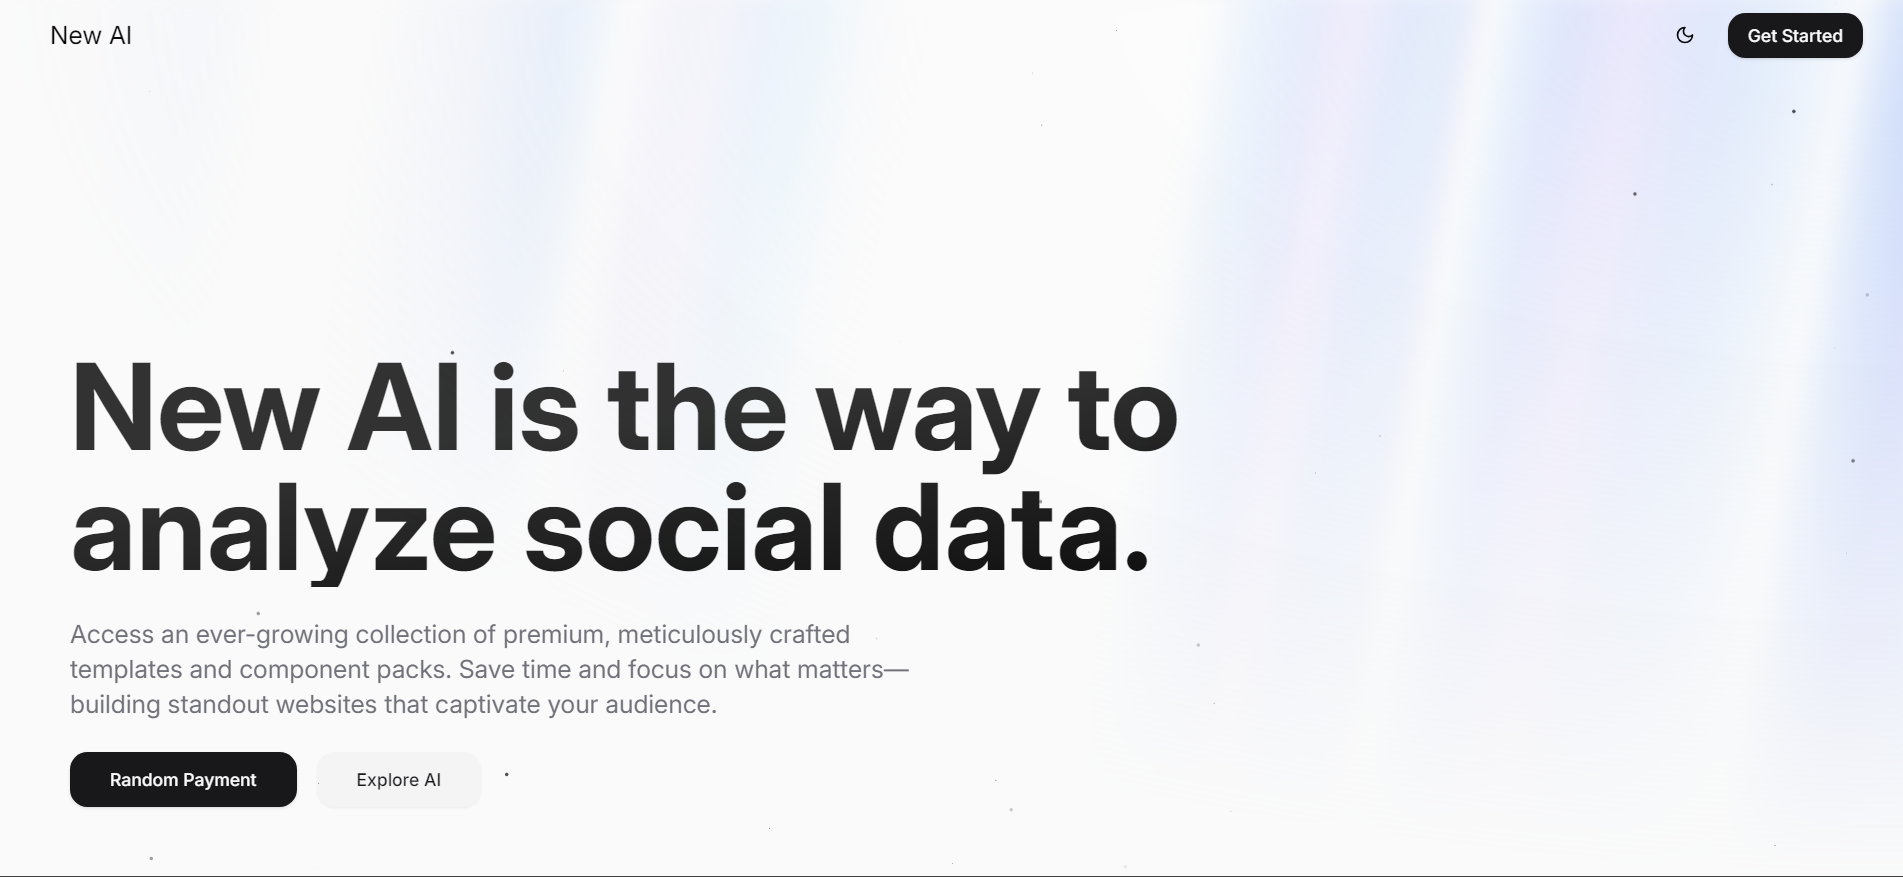 New AI
Get Started
New AI is the way to
analyze social data.
Access an ever-growing collection of premium, meticulously crafted
templates and component packs. Save time and focus on what matters—
building standout websites that captivate your audience.
Random Payment
Explore AI